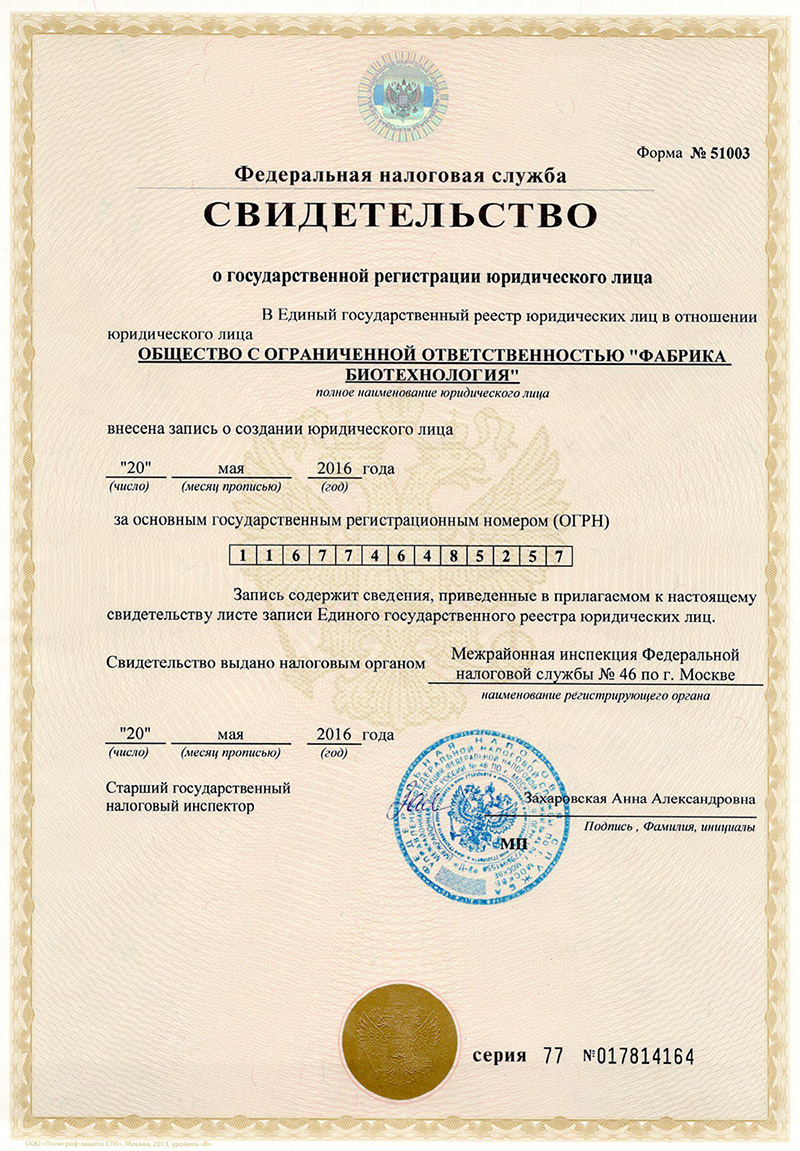 Форма № 51003
Федеральная налоговая служба
СВИДЕТЕЛЬСТВО
о государственной регистрации юридического лица
В Единый государственный реестр юридических лиц в отношении
юридического лица
ОБЩЕСТВО С ОГРАНИЧЕННОЙ ОТВЕТСТВЕННОСТЬЮ "ФАБРИКА
БИОТЕХНОЛОГИЯ"
полное наименование юридического лица
внесена запись о создании юридического лица
"20" мая 2016 года
(число) (месяц прописью) (год)
за основным государственным регистрационным номером (ОГРН)
1 1 6 7 7 4 6 4 8 5 2 5 7
Запись содержит сведения, приведенные в прилагаемом к настоящему
свидетельству листе записи Единого государственного реестра юридических лиц.
Свидетельство выдано налоговым органом Межрайонная инспекция Федеральной
налоговой службы № 46 по г. Москве
наименование регистрирующего органа
"20" мая 2016 года
(число) (месяц прописью) (год)
Старший государственный
налоговый инспектор
Захаровская Анна Александровна
Подпись , Фамилия, инициалы
МП
серия 77 №017814164
ООО «Полиграф-защита СПб», Москва, 2013, уровень «Б»